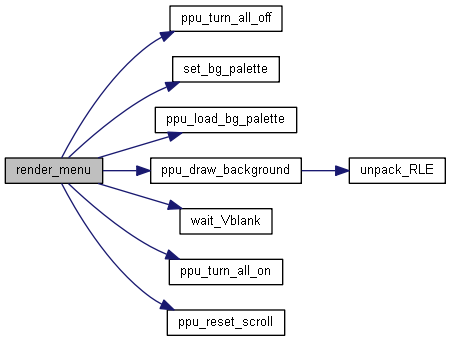 ppu_turn_all_off
set_bg_palette
ppu_load_bg_palette
render_menu
ppu_draw_background
unpack_RLE
wait_Vblank
ppu_turn_all_on
ppu_reset_scroll